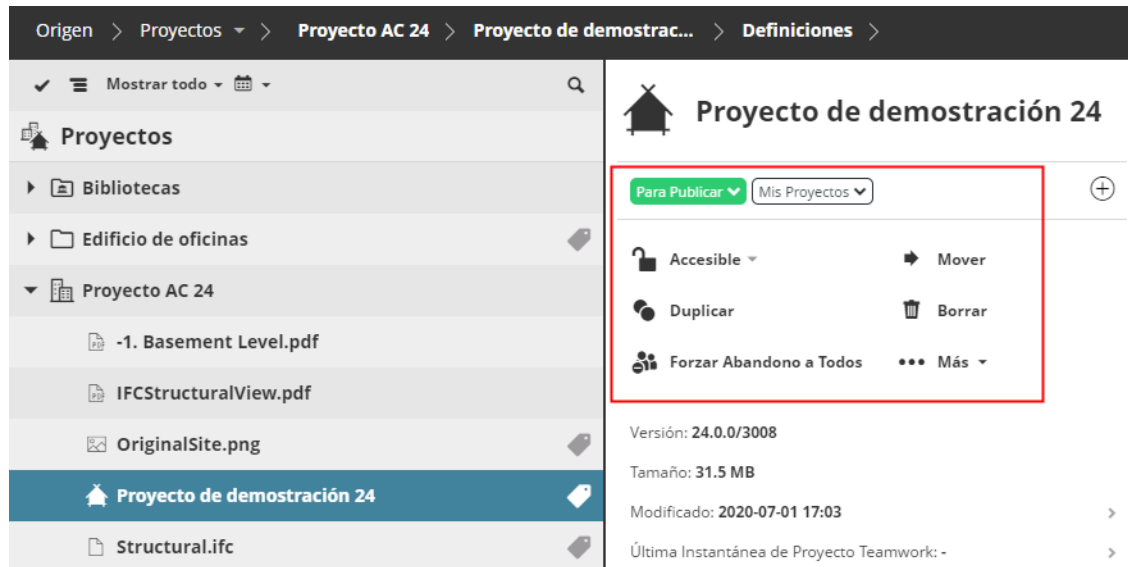 Origen > Proyectos > Proyecto AC 24 > Proyecto de demostrac... > Definiciones >
Mostrar todo
Proyectos
Bibliotecas
Edificio de oficinas
Proyecto AC 24
-1. Basement Level.pdf
IFCStructuralView.pdf
OriginalSite.png
Proyecto de demostración 24
Structural.ifc
Proyecto de demostración 24
Para Publicar Mis Proyectos
Accesible Mover
Duplicar Borrar
Forzar Abandono a Todos Más
Versión: 24.0.0/3008
Tamaño: 31.5 MB
Modificado: 2020-07-01 17:03
Última Instantánea de Proyecto Teamwork: -